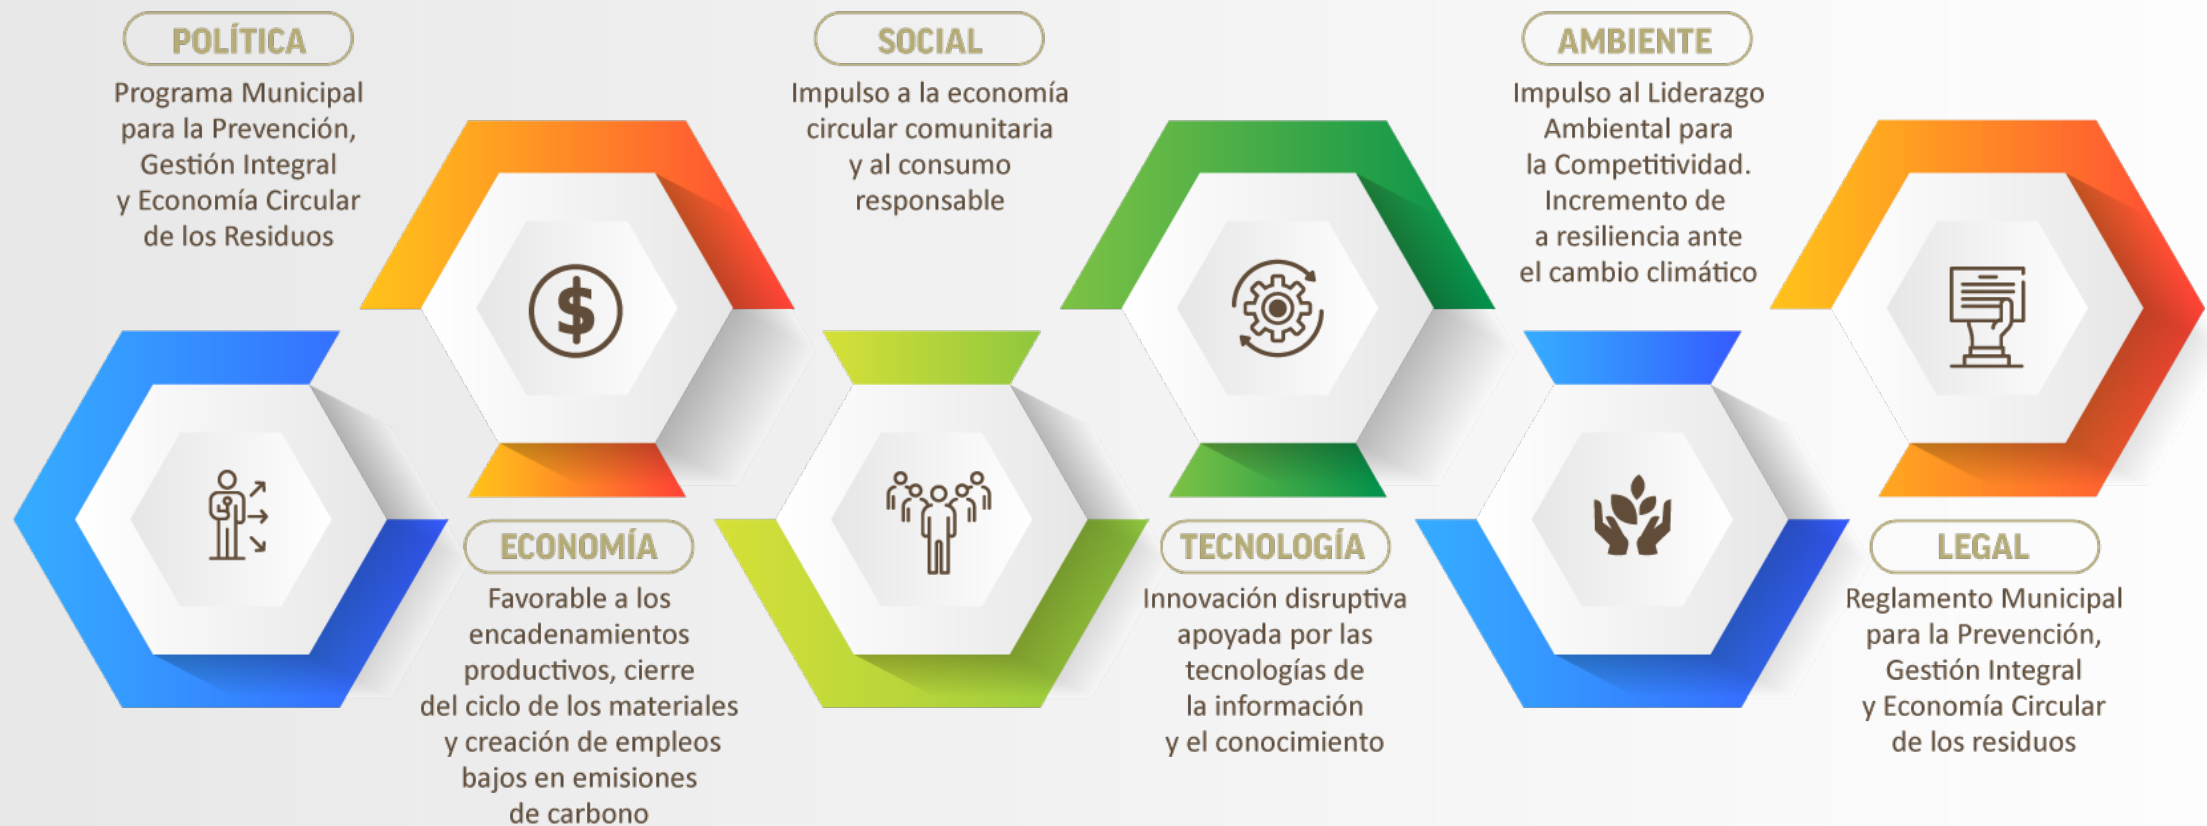 POLÍTICA
Programa Municipal
para la Prevención,
Gestión Integral
y Economía Circular
de los Residuos
ECONOMÍA
Favorable a los
encadenamientos
productivos, cierre
del ciclo de los materiales
y creación de empleos
bajos en emisiones
de carbono
SOCIAL
Impulso a la economía
circular comunitaria
y al consumo
responsable
TECNOLOGÍA
Innovación disruptiva
apoyada por las
tecnologías de
la información
y el conocimiento
AMBIENTE
Impulso al Liderazgo
Ambiental para
la Competitividad.
Incremento de
a resiliencia ante
el cambio climático
LEGAL
Reglamento Municipal
para la Prevención,
Gestión Integral
y Economía Circular
de los residuos
$